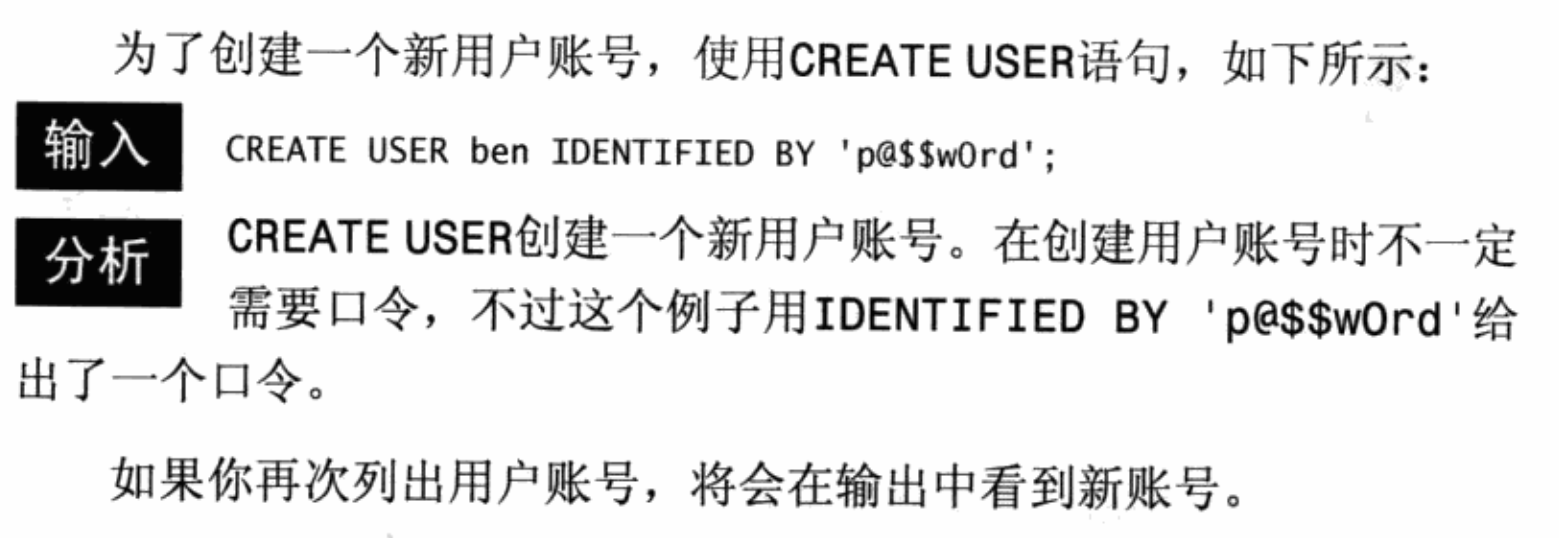 为了创建一个新用户账号，使用CREATE USER语句，如下所示：
输入 CREATE USER ben IDENTIFIED BY 'p@$$w0rd';
分析 CREATE USER创建一个新用户账号。在创建用户账号时不一定
需要口令，不过这个例子用IDENTIFIED BY 'p@$$w0rd'给
出了一个口令。
如果你再次列出用户账号，将会在输出中看到新账号。